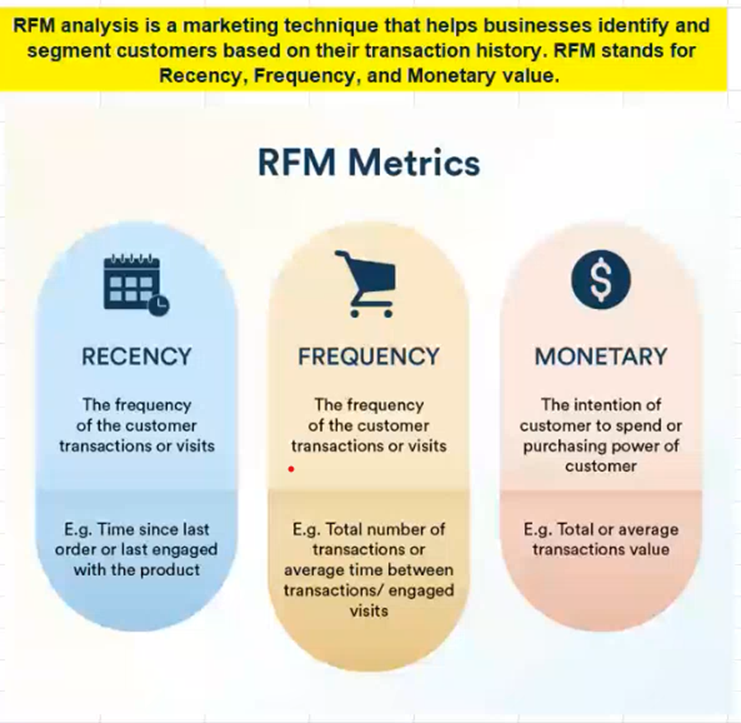 RFM analysis is a marketing technique that helps businesses identify and
segment customers based on their transaction history. RFM stands for
Recency, Frequency, and Monetary value.
RFM Metrics
RECENCY
The frequency
of the customer
transactions or visits
E.g. Time since last
order or last engaged
with the product
FREQUENCY
The frequency
of the customer
transactions or visits
E.g. Total number of
transactions or
average time between
transactions/ engaged
visits
MONETARY
The intention of
customer to spend or
purchasing power of
customer
E.g. Total or average
transactions value